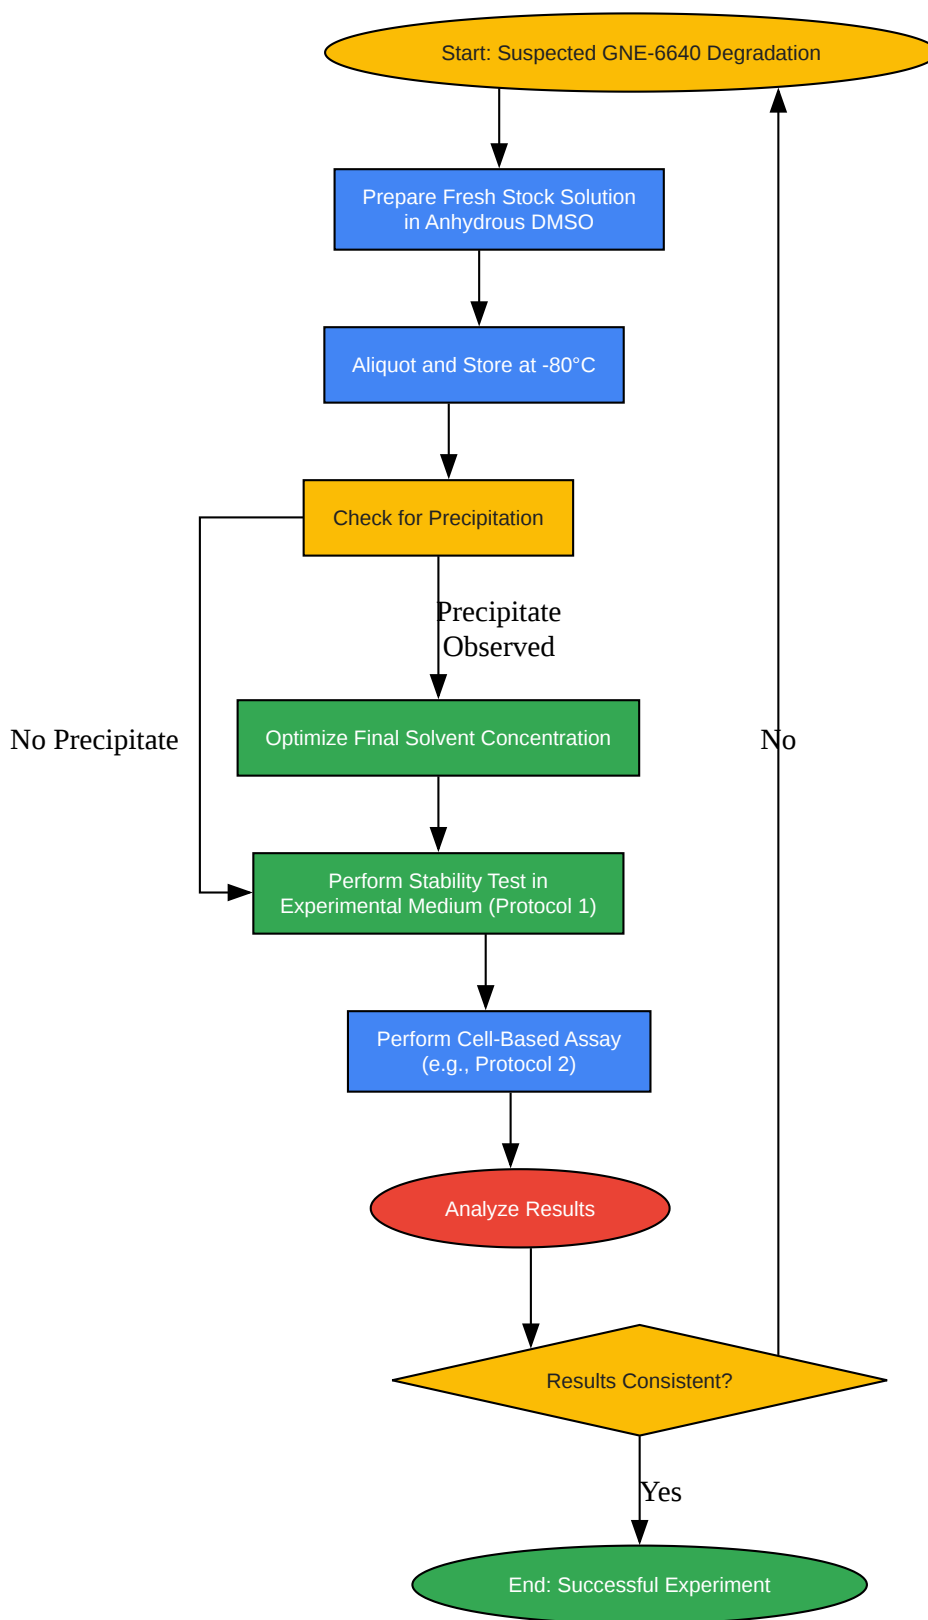 Start: Suspected GNE-6640 Degradation
Prepare Fresh Stock Solution
in Anhydrous DMSO
Aliquot and Store at -80°C
Check for Precipitation
Precipitate
Observed
Optimize Final Solvent Concentration
No Precipitate
No
Perform Stability Test in
Experimental Medium (Protocol 1)
Perform Cell-Based Assay
(e.g., Protocol 2)
Analyze Results
Results Consistent?
Yes
End: Successful Experiment